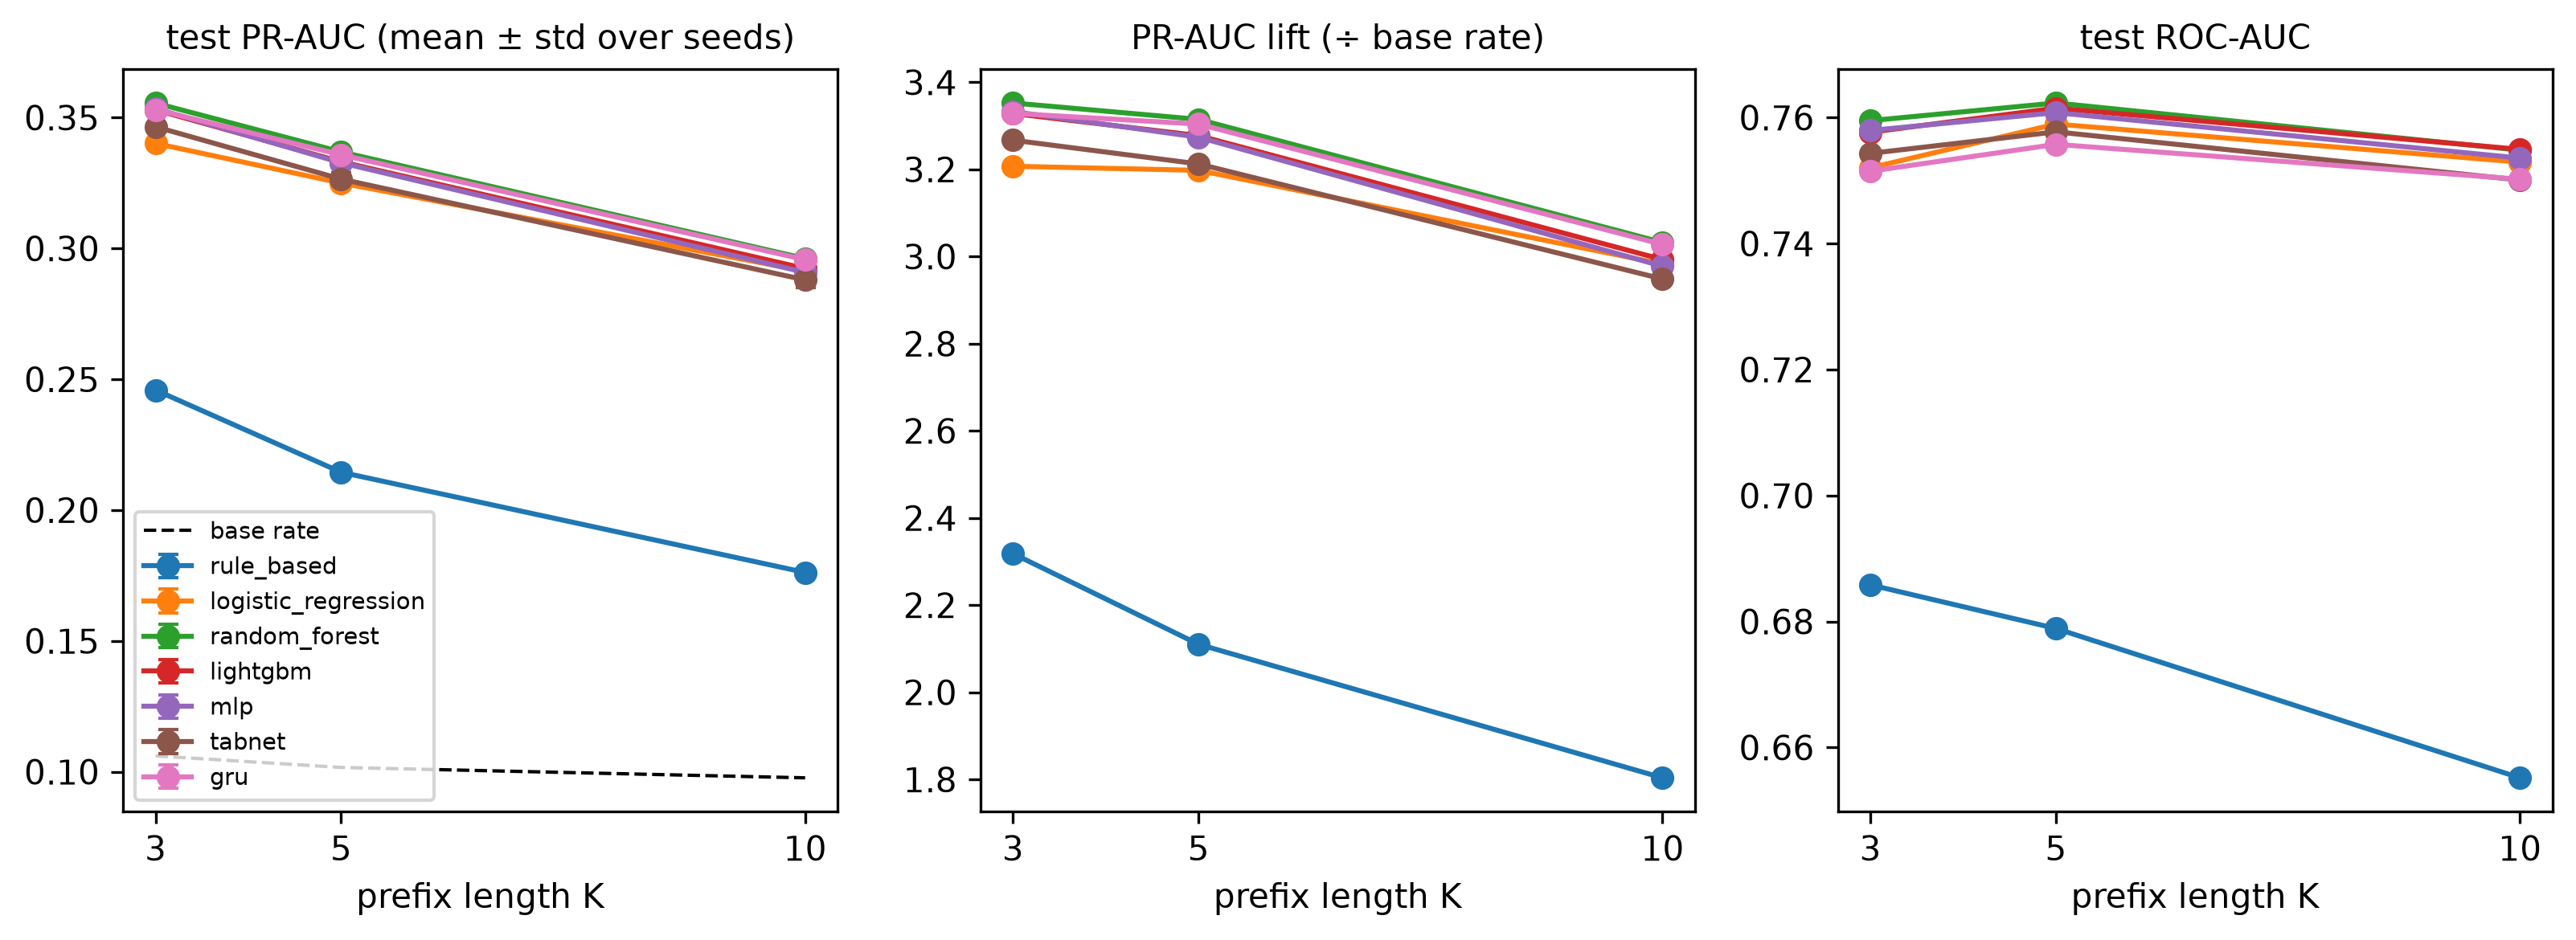 test PR-AUC (mean ± std over seeds)
0.35
0.30
0.25
0.20
0.15
0.10
base rate
rule_based
logistic_regression
random_forest
lightgbm
mlp
tabnet
gru
3 5 10
prefix length K
PR-AUC lift (÷ base rate)
3.4
3.2
3.0
2.8
2.6
2.4
2.2
2.0
1.8
3 5 10
prefix length K
test ROC-AUC
0.76
0.74
0.72
0.70
0.68
0.66
3 5 10
prefix length K